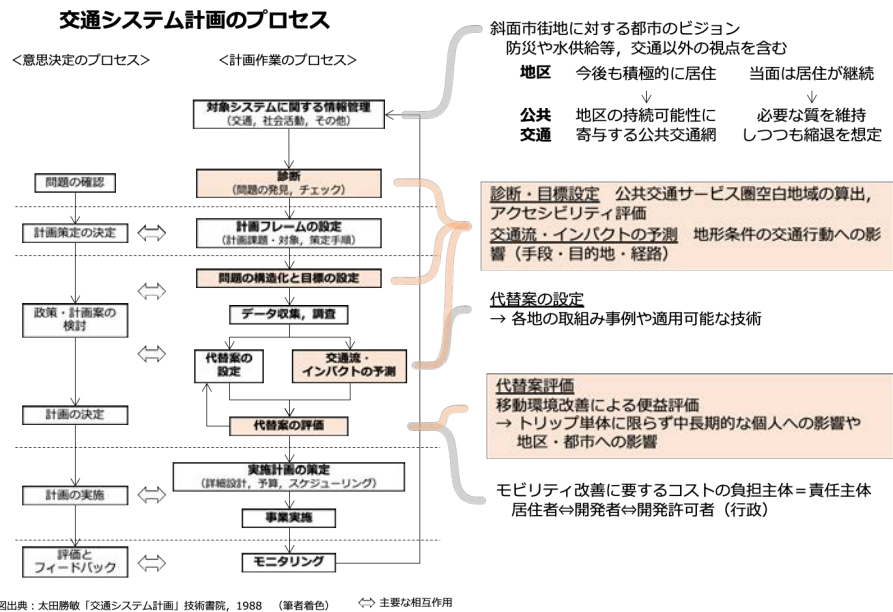 交通システム計画のプロセス
<意思決定のプロセス>
<計画作業のプロセス>
対象システムに関する情報管理
(交通, 社会活動, その他)
問題の確認
診断
(問題の発見, チェック)
計画策定の決定
計画フレームの設定
(計画課題・対象, 策定手順)
問題の構造化と目標の設定
政策・計画案の
検討
データ収集, 調査
代替案の
設定
交通流・
インパクトの予測
計画の決定
代替案の評価
計画の実施
実施計画の策定
(詳細設計, 予算, スケジューリング)
事業実施
評価と
フィードバック
モニタリング
図出典:太田勝敏「交通システム計画」技術書院, 1988 (筆者着色)
⇔ 主要な相互作用
斜面市街地に対する都市のビジョン
防災や水供給等, 交通以外の視点を含む
地区 今後も積極的に居住 当面は居住が継続
↓ ↓
公共 地区の持続可能性に 必要な質を維持
交通 寄与する公共交通網 しつつも縮退を想定
診断・目標設定 公共交通サービス圏空白地域の算出,
アクセシビリティ評価
交通流・インパクトの予測 地形条件の交通行動への影
響(手段・目的地・経路)
代替案の設定
→ 各地の取組み事例や適用可能な技術
代替案評価
移動環境改善による便益評価
→ トリップ単体に限らず中長期的な個人への影響や
地区・都市への影響
モビリティ改善に要するコストの負担主体=責任主体
居住者⇔開発者⇔開発許可者(行政)